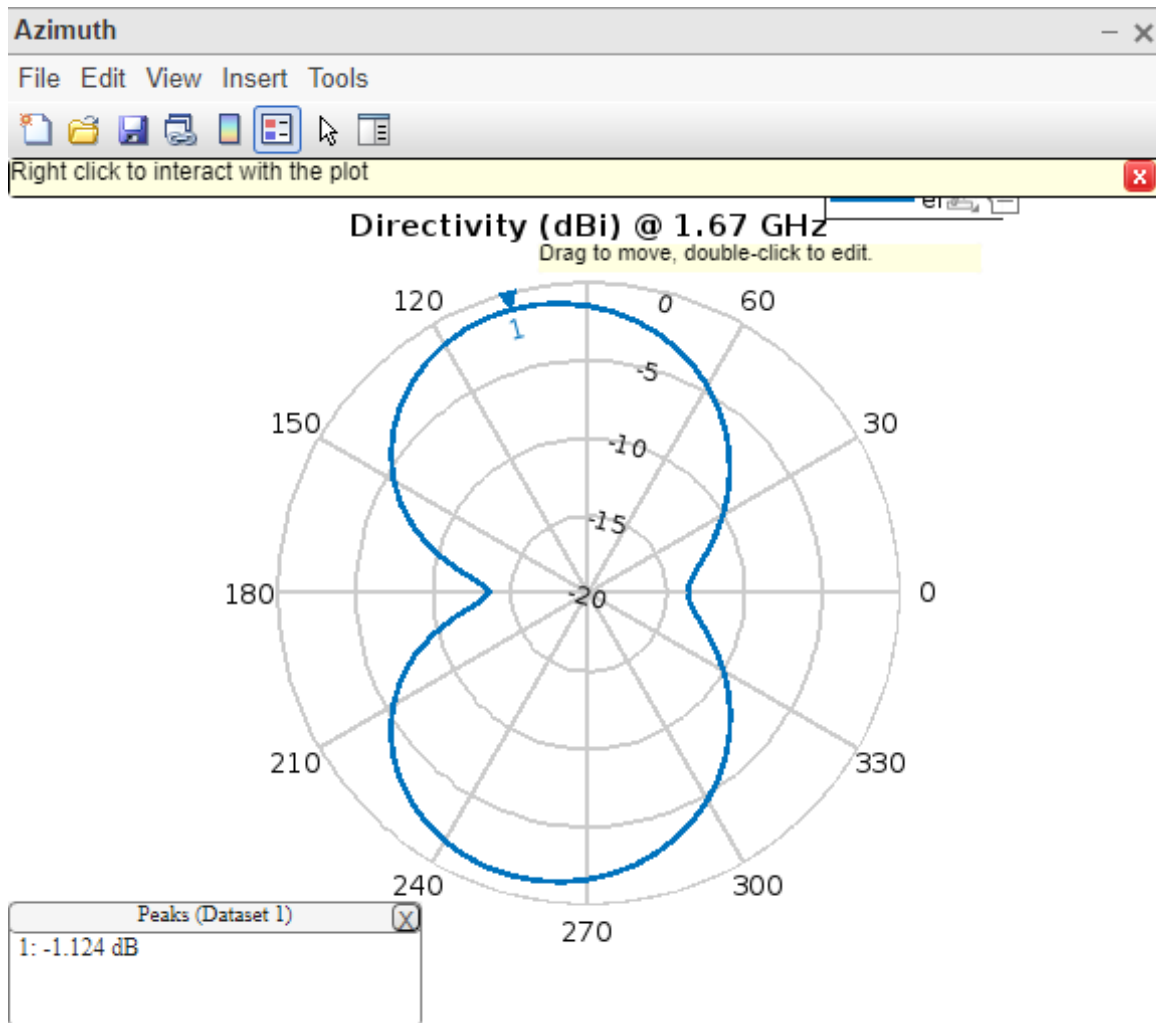 Azimuth
File Edit View Insert Tools
Right click to interact with the plot
Directivity (dBi) @ 1.67 GHz
Drag to move, double-click to edit.
120
0
60
1
-5
150
30
-10
-15
180
-20
0
210
330
240
300
270
Peaks (Dataset 1)
X
1: -1.124 dB